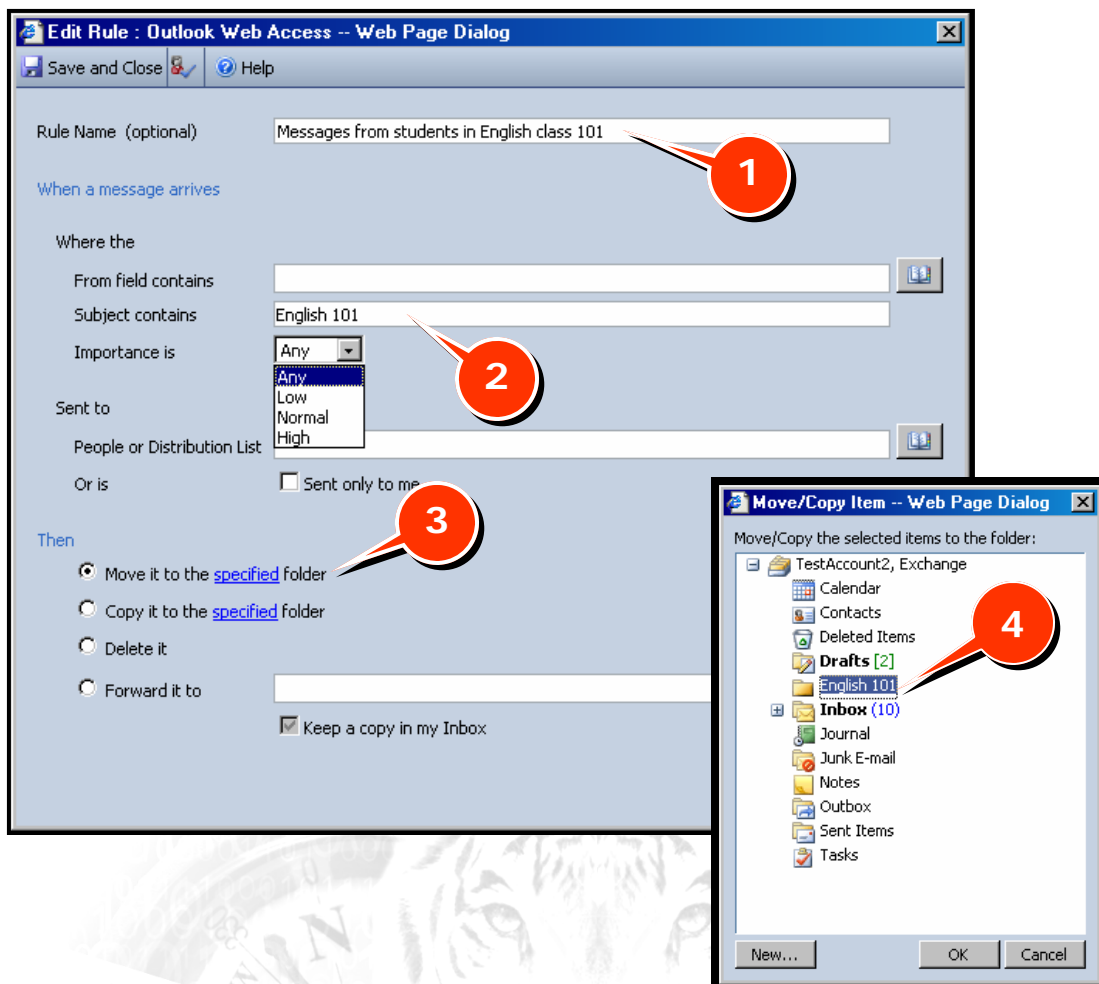 Edit Rule : Outlook Web Access -- Web Page Dialog
Save and Close Help
Rule Name (optional) Messages from students in English class 101
1
When a message arrives
Where the
From field contains
Subject contains English 101
Importance is Any
Any
Low
Normal
High
2
Sent to
People or Distribution List
Or is Sent only to me
3
Then
Move it to the specified folder
Copy it to the specified folder
Delete it
Forward it to
Keep a copy in my Inbox
Move/Copy Item -- Web Page Dialog
Move/Copy the selected items to the folder:
TestAccount2, Exchange
Calendar
Contacts
Deleted Items
Drafts [2]
English 101
4
Inbox (10)
Journal
Junk E-mail
Notes
Outbox
Sent Items
Tasks
New... OK Cancel
N